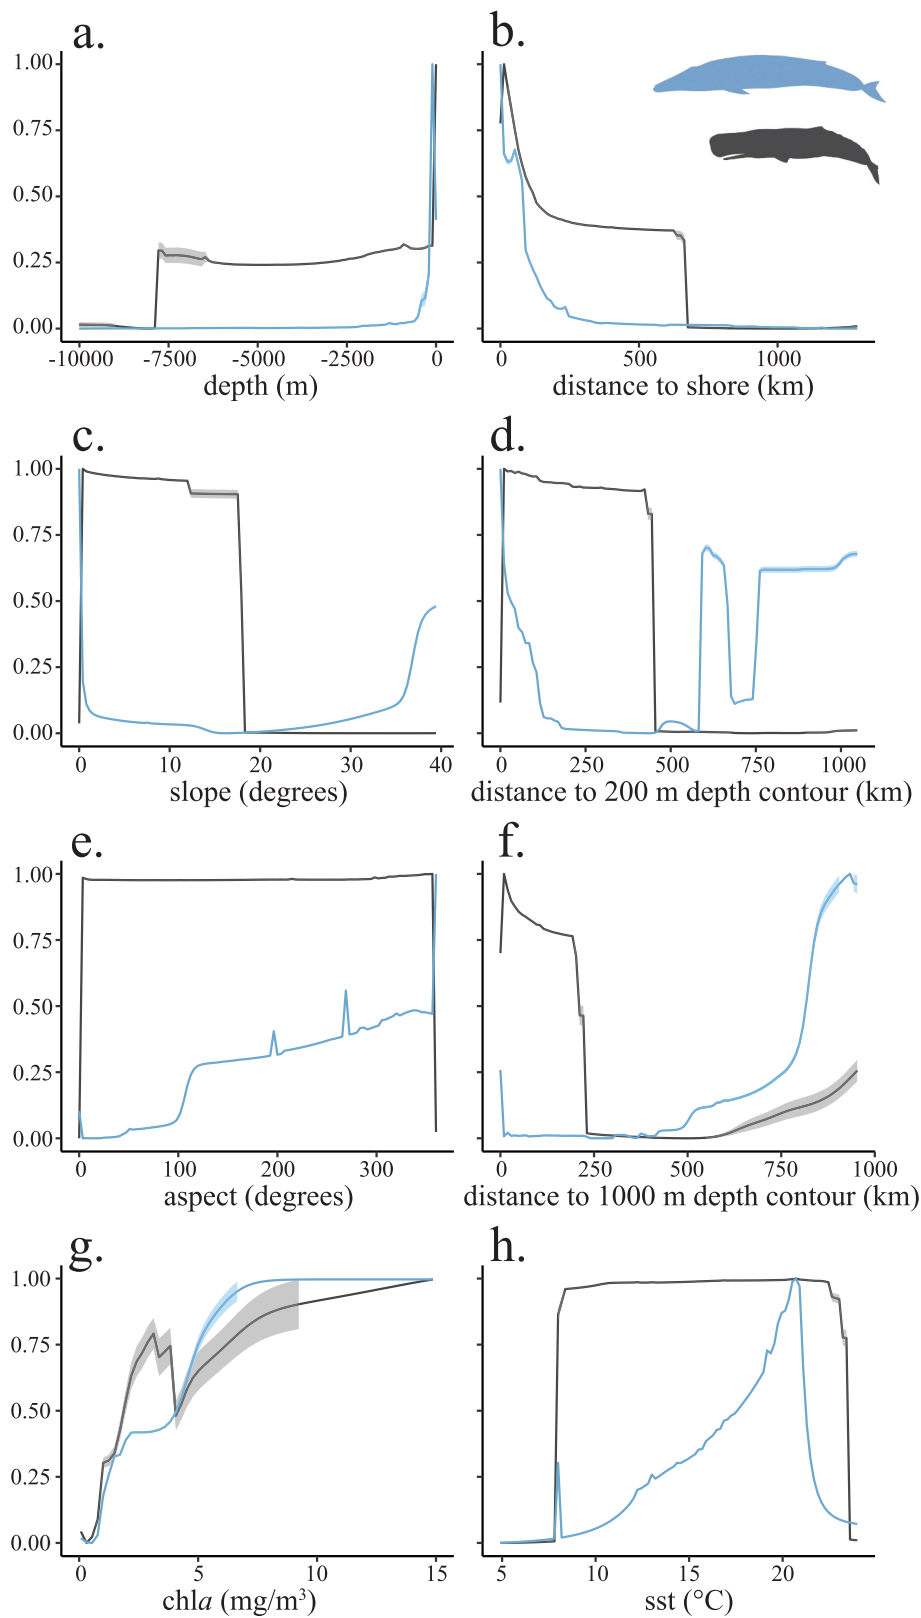 a.
b.
1.00
0.75
0.50
0.25
0.00
-10000 -7500 -5000 -2500 0
0 500 1000
depth (m)
distance to shore (km)
c.
d.
1.00
0.75
0.50
0.25
0.00
0 10 20 30 40
0 250 500 750 1000
slope (degrees)
distance to 200 m depth contour (km)
e.
f.
1.00
0.75
0.50
0.25
0.00
0 100 200 300
0 250 500 750 1000
aspect (degrees)
distance to 1000 m depth contour (km)
g.
h.
1.00
0.75
0.50
0.25
0.00
0 5 10 15
5 10 15 20
chla (mg/m³)
sst (°C)